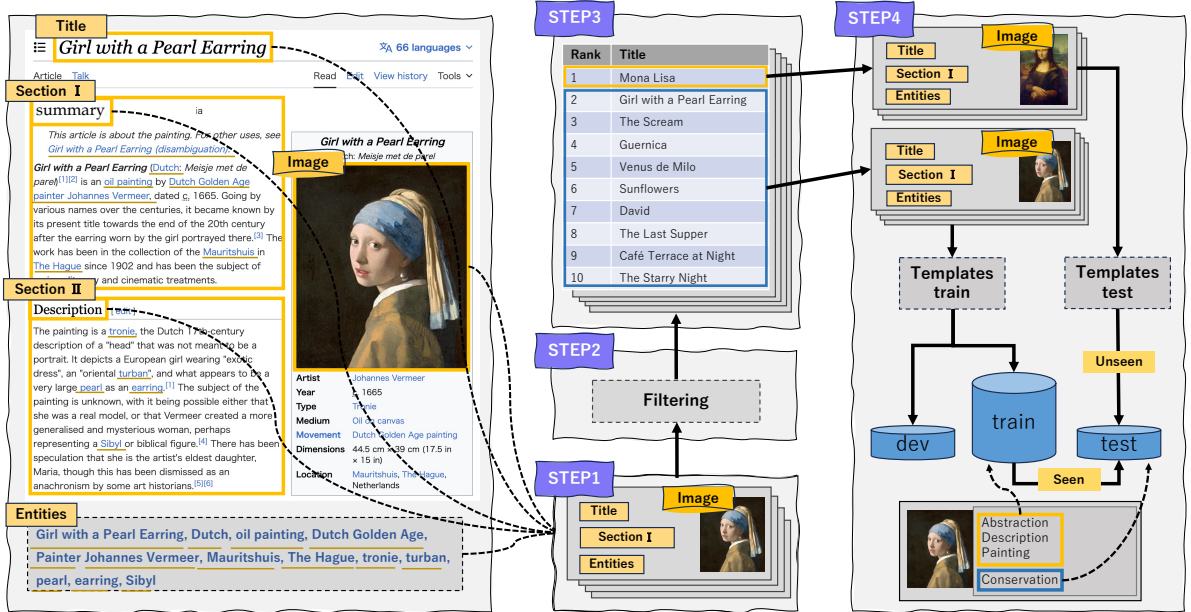 Title
Girl with a Pearl Earring
66 languages
Article Talk
Read Edit View history Tools
Section I
summary
ia
This article is about the painting. For other uses, see
Girl with a Pearl Earring (disambiguation).
Girl with a Pearl Earring (Dutch: Meisje met de
parel)[1][2] is an oil painting by Dutch Golden Age
painter Johannes Vermeer, dated c. 1665. Going by
various names over the centuries, it became known by
its present title towards the end of the 20th century
after the earring worn by the girl portrayed there.[3] The
work has been in the collection of the Mauritshuis in
The Hague since 1902 and has been the subject of
y and cinematic treatments.
Girl with a Pearl Earring
ch: Meisje met de parel
Image
Artist Johannes Vermeer
Year c. 1665
Type Tronie
Medium Oil on canvas
Movement Dutch Golden Age painting
Dimensions 44.5 cm × 39 cm (17.5 in
× 15 in)
Location Mauritshuis, The Hague,
Netherlands
Section II
Description [edit]
The painting is a tronie, the Dutch 17th-century
description of a "head" that was not meant to be a
portrait. It depicts a European girl wearing "exotic
dress", an "oriental turban", and what appears to be a
very large pearl as an earring.[1] The subject of the
painting is unknown, with it being possible either that
she was a real model, or that Vermeer created a more
generalised and mysterious woman, perhaps
representing a Sibyl or biblical figure.[4] There has been
speculation that she is the artist's eldest daughter,
Maria, though this has been dismissed as an
anachronism by some art historians.[5][6]
Entities
Girl with a Pearl Earring, Dutch, oil painting, Dutch Golden Age,
Painter Johannes Vermeer, Mauritshuis, The Hague, tronie, turban,
pearl, earring, Sibyl
STEP1
Image
Title
Section I
Entities
STEP2
Filtering
STEP3
Rank Title
1 Mona Lisa
2 Girl with a Pearl Earring
3 The Scream
4 Guernica
5 Venus de Milo
6 Sunflowers
7 David
8 The Last Supper
9 Café Terrace at Night
10 The Starry Night
STEP4
Image
Title
Section I
Entities
Image
Title
Section I
Entities
Templates
train
Templates
test
Unseen
dev
train
test
Seen
Abstraction
Description
Painting
Conservation